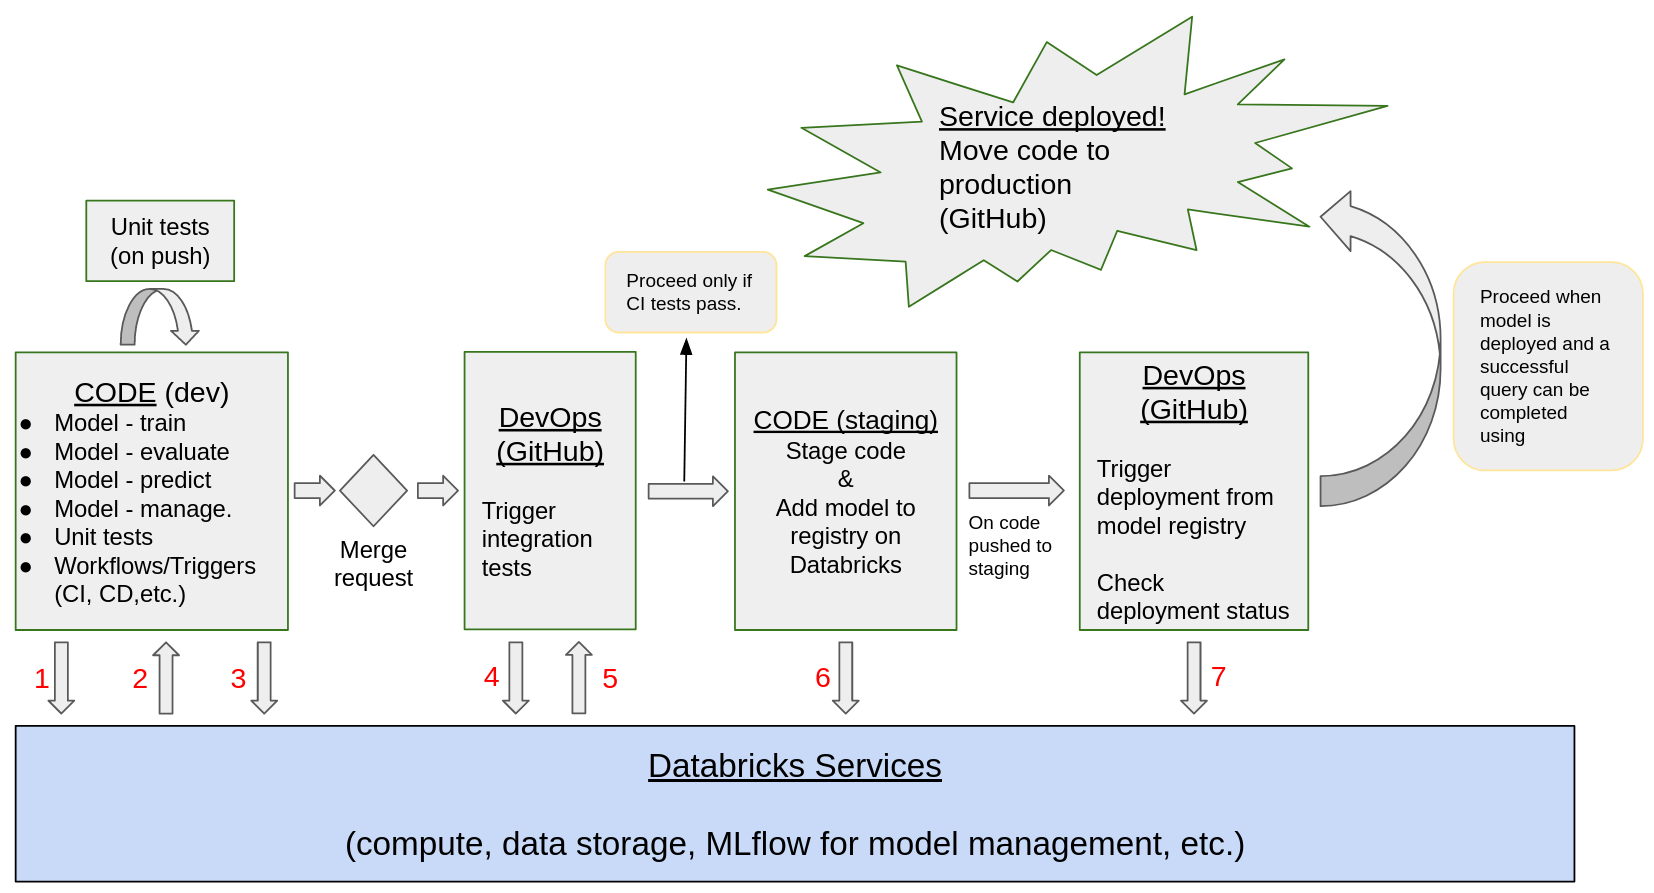 Service deployed!
Move code to
production
(GitHub)
Unit tests
(on push)
Proceed only if
CI tests pass.
Proceed when
model is
deployed and a
successful
query can be
completed
using
CODE (dev)
● Model - train
● Model - evaluate
● Model - predict
● Model - manage.
● Unit tests
● Workflows/Triggers
(CI, CD,etc.)
Merge
request
DevOps
(GitHub)
Trigger
integration
tests
CODE (staging)
Stage code
&
Add model to
registry on
Databricks
On code
pushed to
staging
DevOps
(GitHub)
Trigger
deployment from
model registry
Check
deployment status
1
2
3
4
5
6
7
Databricks Services
(compute, data storage, MLflow for model management, etc.)